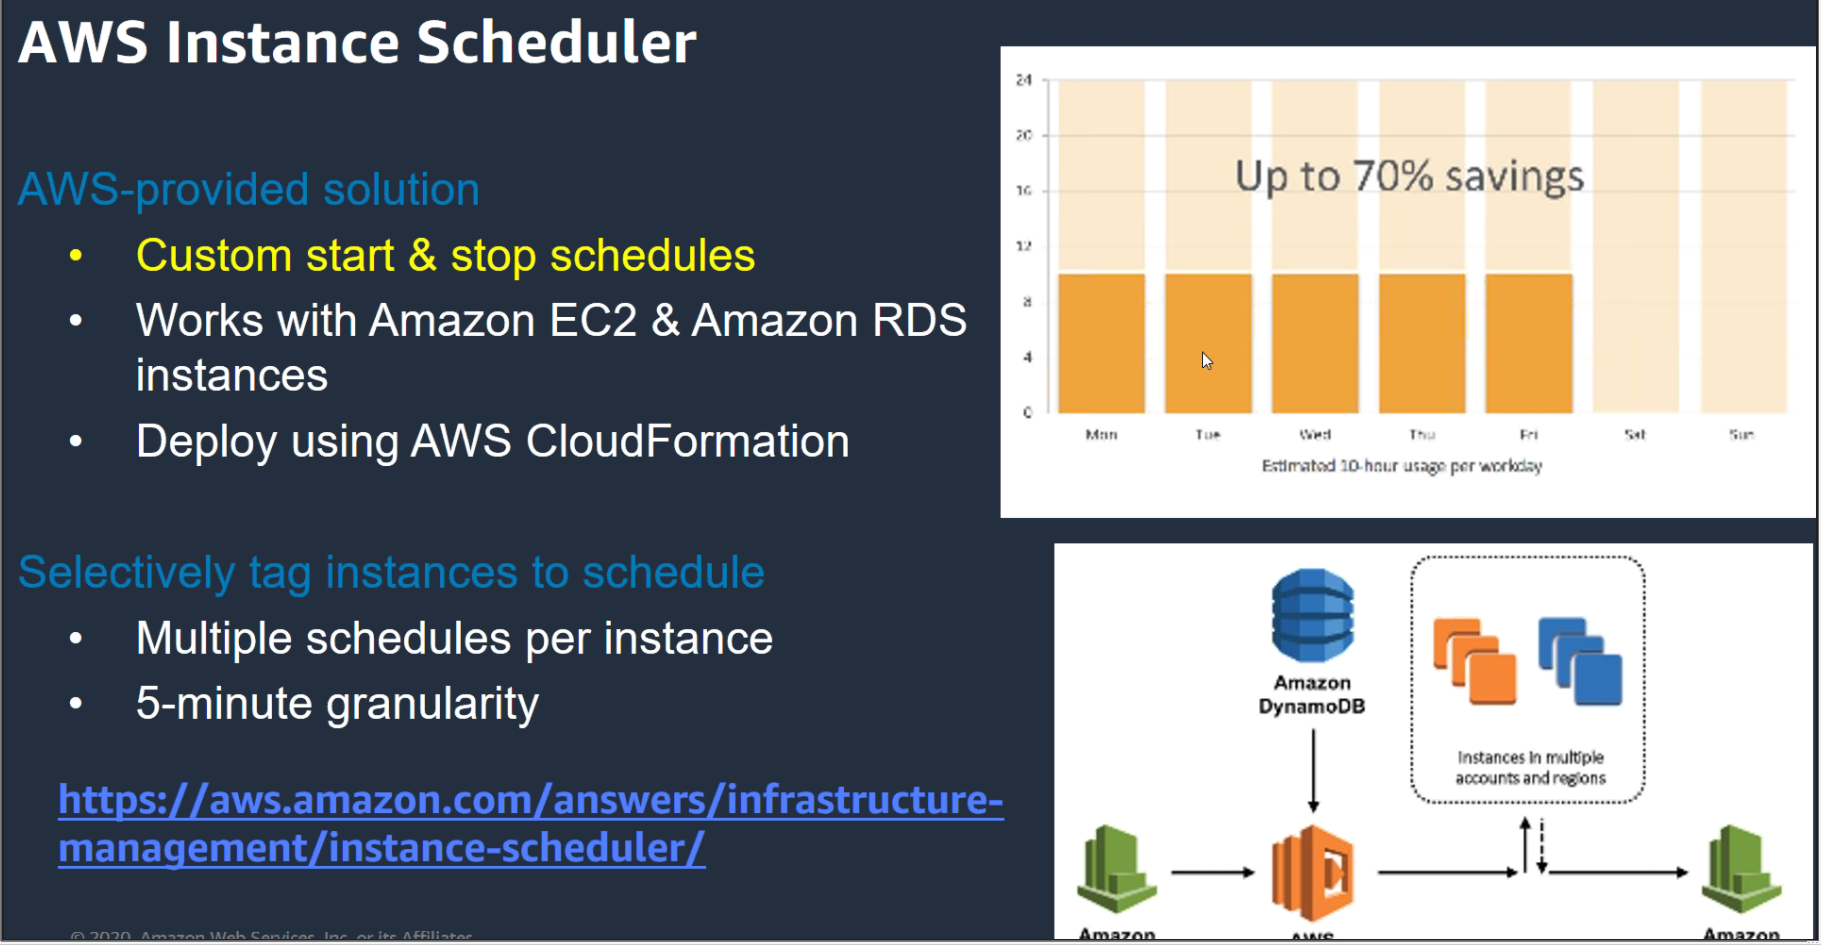 AWS Instance Scheduler
AWS-provided solution
• Custom start & stop schedules
• Works with Amazon EC2 & Amazon RDS
instances
• Deploy using AWS CloudFormation
Selectively tag instances to schedule
• Multiple schedules per instance
• 5-minute granularity
https://aws.amazon.com/answers/infrastructure-
management/instance-scheduler/
© 2020, Amazon Web Services, Inc. or its Affiliates
24
20
16
12
8
4
0
Up to 70% savings
Mon Tue Wed Thu Fri Sat Sun
Estimated 10-hour usage per workday
Amazon
DynamoDB
Instances in multiple
accounts and regions
Amazon AWS Amazon